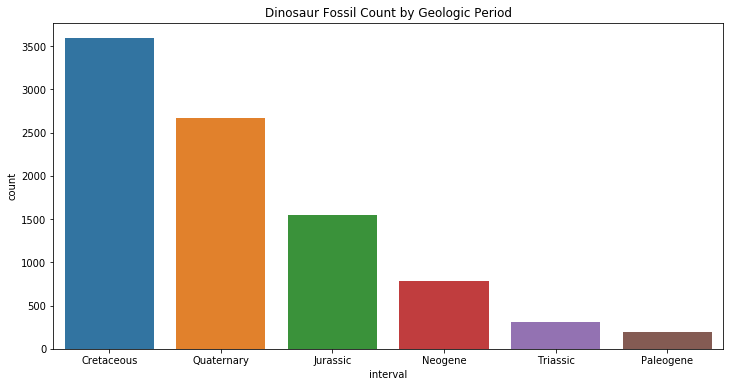 Dinosaur Fossil Count by Geologic Period
count
3500
3000
2500
2000
1500
1000
500
0
Cretaceous Quaternary Jurassic Neogene Triassic Paleogene
interval